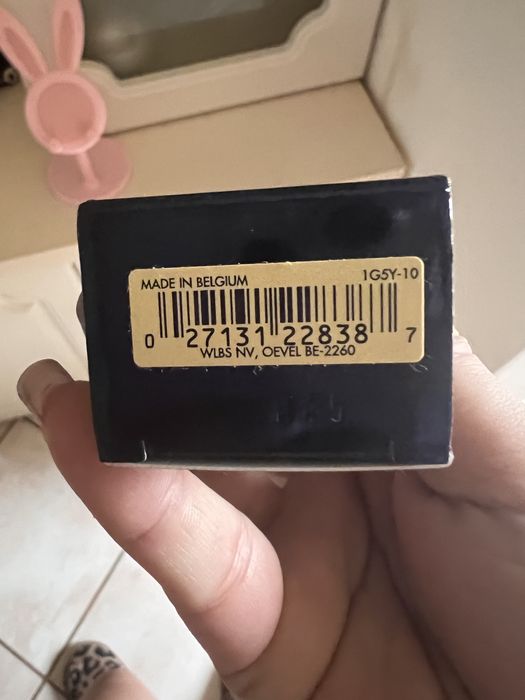 MADE IN BELGIUM 1G5Y-10
0 27131 22838 7
WLBS NV, OEVEL BE-2260